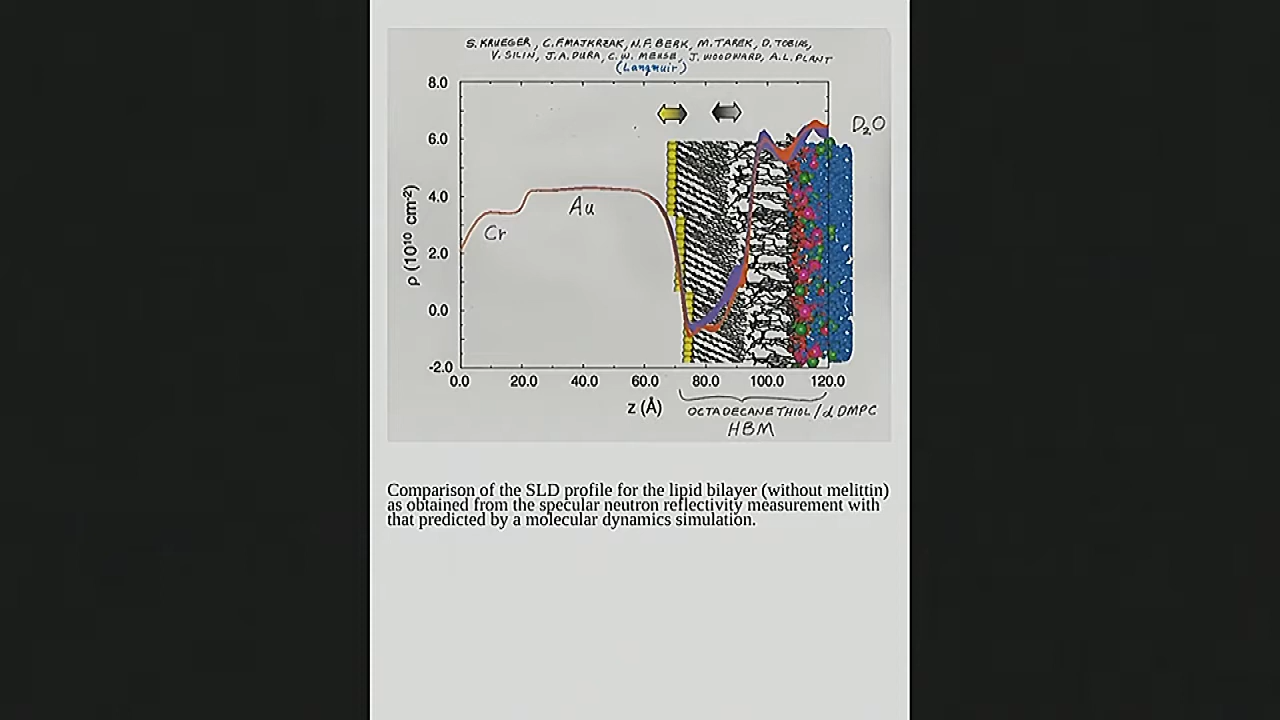 S. KRUEGER, C.F. MAJKRZAK, N.F. BERK, M. TAREK, D. TOBIAS,
V. SILIN, J.A. DURA, C.W. MEUSE, J. WOODWARD, A.L. PLANT
(Langmuir)
8.0
6.0
4.0
2.0
0.0
-2.0
ρ (10¹⁰ cm⁻²)
Cr
Au
D₂O
0.0 20.0 40.0 60.0 80.0 100.0 120.0
z (Å)
OCTADECANE THIOL/d DMPC
HBM
Comparison of the SLD profile for the lipid bilayer (without melittin)
as obtained from the specular neutron reflectivity measurement with
that predicted by a molecular dynamics simulation.